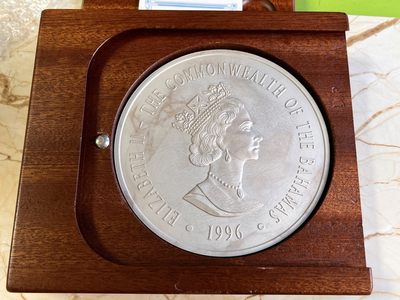 ELIZABETH II - THE COMMONWEALTH OF THE BAHAMAS
1996